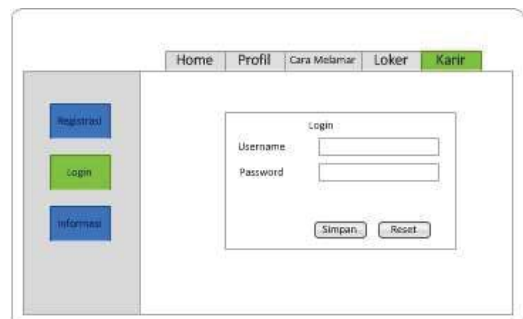 Home Profil Cara Melamar Loker Karir
Registrasi
Login
Informasi
Login
Username
Password
Simpan Reset